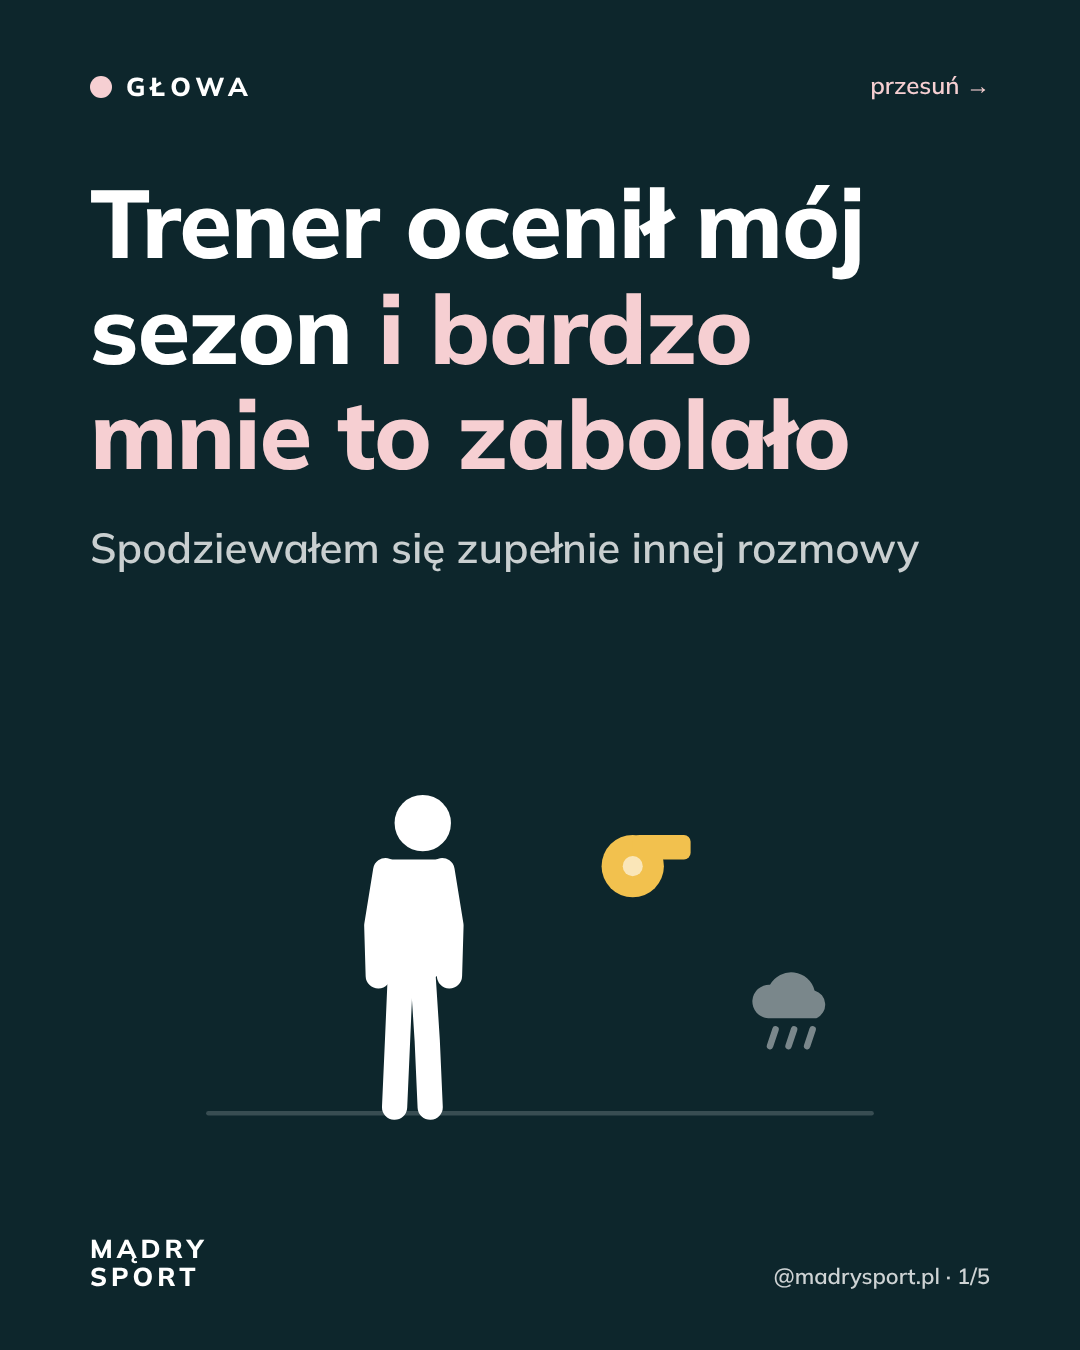 GŁOWA
przesuń →
Trener ocenił mój
sezon i bardzo
mnie to zabolało
Spodziewałem się zupełnie innej rozmowy
MĄDRY
SPORT
@madrysport.pl · 1/5